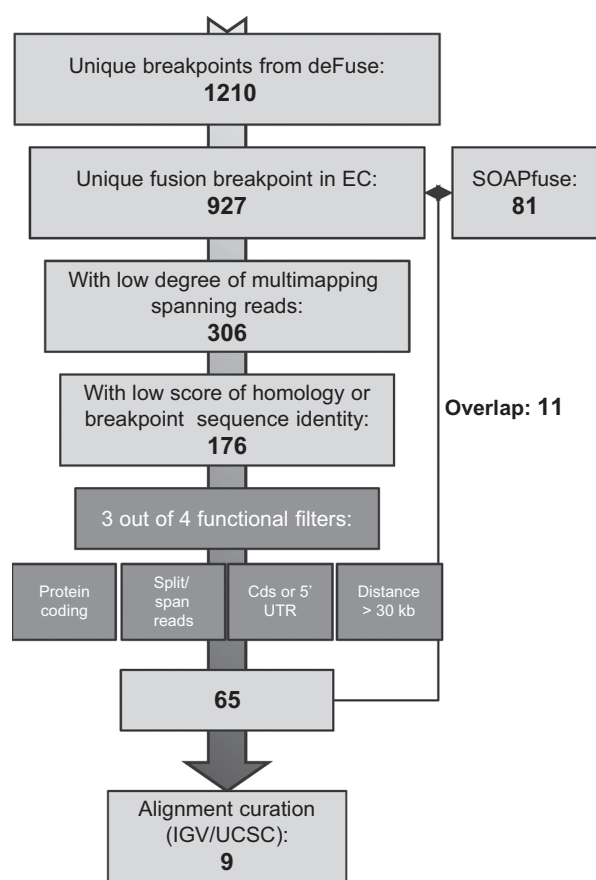 Unique breakpoints from deFuse:
1210
Unique fusion breakpoint in EC:
927
SOAPfuse:
81
With low degree of multimapping
spanning reads:
306
With low score of homology or
breakpoint sequence identity:
176
Overlap: 11
3 out of 4 functional filters:
Protein
coding
Split/
span
reads
Cds or 5'
UTR
Distance
> 30 kb
65
Alignment curation
(IGV/UCSC):
9